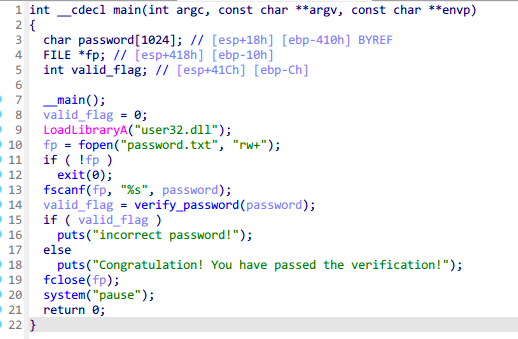 1 int __cdecl main(int argc, const char **argv, const char **envp)
2 {
3 char password[1024]; // [esp+18h] [ebp-410h] BYREF
4 FILE *fp; // [esp+418h] [ebp-10h]
5 int valid_flag; // [esp+41Ch] [ebp-Ch]
6
7 __main();
8 valid_flag = 0;
9 LoadLibraryA("user32.dll");
10 fp = fopen("password.txt", "rw+");
11 if ( !fp )
12 exit(0);
13 fscanf(fp, "%s", password);
14 valid_flag = verify_password(password);
15 if ( valid_flag )
16 puts("incorrect password!");
17 else
18 puts("Congratulation! You have passed the verification!");
19 fclose(fp);
20 system("pause");
21 return 0;
22 }